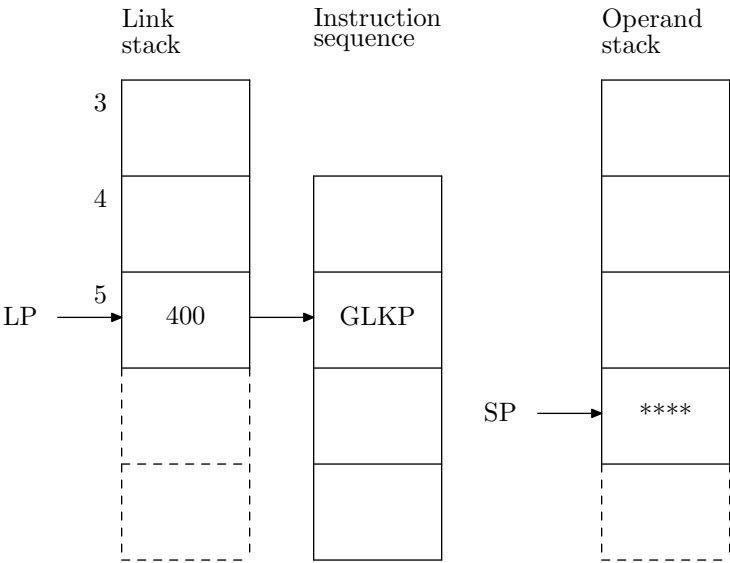 Link
stack
Instruction
sequence
Operand
stack
3
4
5
LP
400
GLKP
SP
****